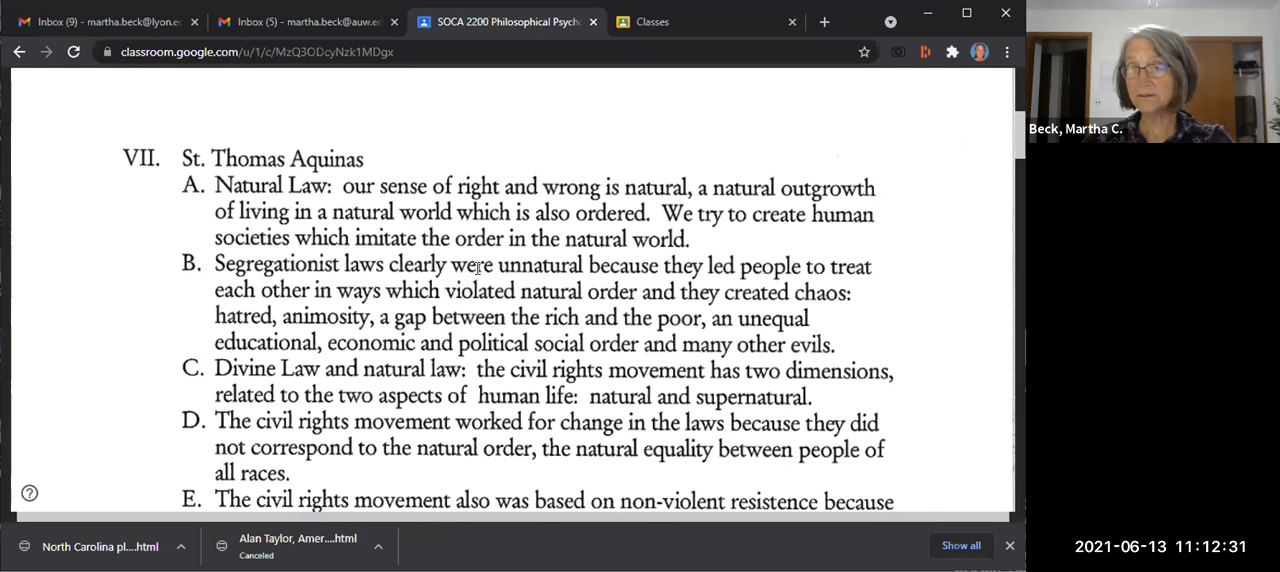 Inbox (9) - martha.beck@lyon.e
Inbox (5) - martha.beck@auw.e
SOCA 2200 Philosophical Psych
Classes
classroom.google.com/u/1/c/MzQ3ODcyNzk1MDgx
Beck, Martha C.
VII. St. Thomas Aquinas
A. Natural Law: our sense of right and wrong is natural, a natural outgrowth
of living in a natural world which is also ordered. We try to create human
societies which imitate the order in the natural world.
B. Segregationist laws clearly were unnatural because they led people to treat
each other in ways which violated natural order and they created chaos:
hatred, animosity, a gap between the rich and the poor, an unequal
educational, economic and political social order and many other evils.
C. Divine Law and natural law: the civil rights movement has two dimensions,
related to the two aspects of human life: natural and supernatural.
D. The civil rights movement worked for change in the laws because they did
not correspond to the natural order, the natural equality between people of
all races.
E. The civil rights movement also was based on non-violent resistence because
North Carolina pl....html
Alan Taylor, Amer....html
Canceled
Show all
2021-06-13 11:12:31